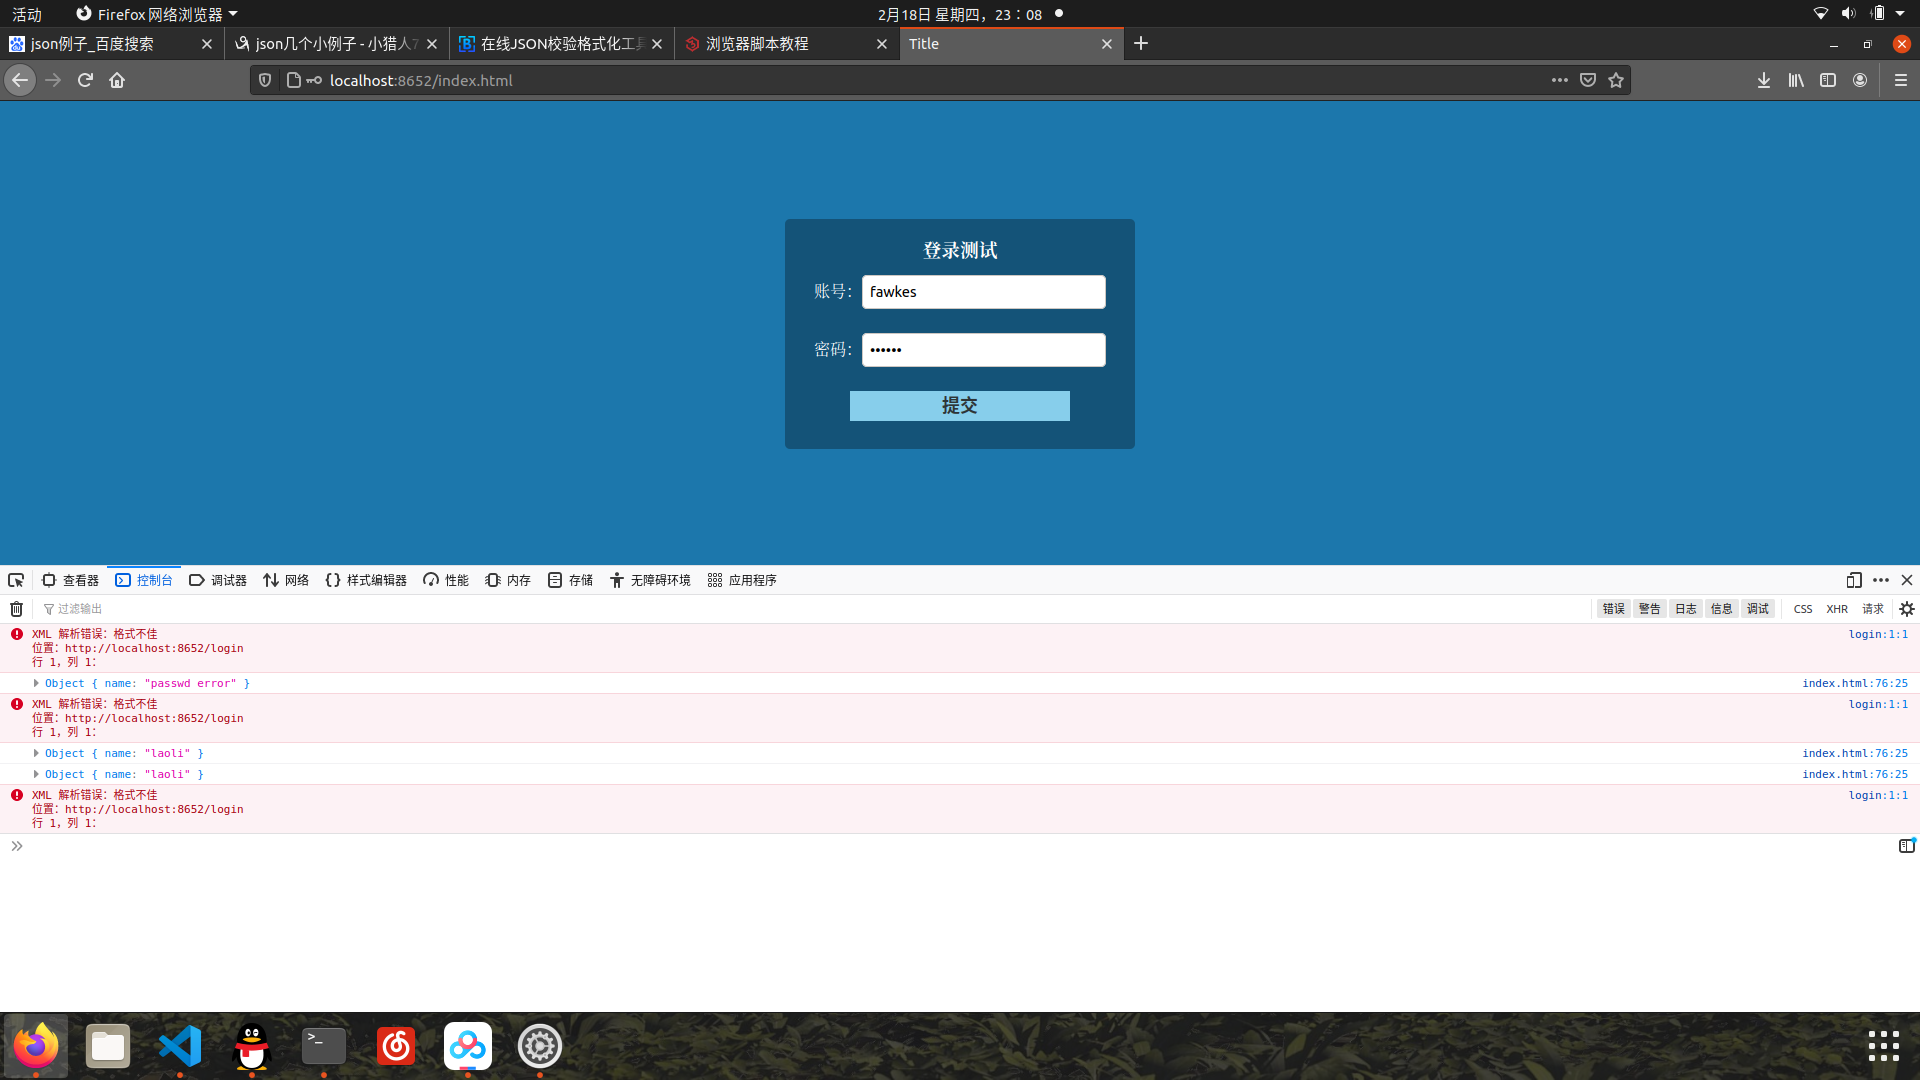 活动
Firefox 网络浏览器
2月18日 星期四，23：08
json例子_百度搜索
json几个小例子 - 小猎人7
在线JSON校验格式化工具
浏览器脚本教程
Title
localhost:8652/index.html
登录测试
账号：
fawkes
密码：
••••••
提交
查看器
控制台
调试器
网络
样式编辑器
性能
内存
存储
无障碍环境
应用程序
过滤输出
错误
警告
日志
信息
调试
CSS
XHR
请求
XML 解析错误：格式不佳
login:1:1
位置：http://localhost:8652/login
行 1，列 1：
Object { name: "passwd error" }
index.html:76:25
XML 解析错误：格式不佳
login:1:1
位置：http://localhost:8652/login
行 1，列 1：
Object { name: "laoli" }
index.html:76:25
Object { name: "laoli" }
index.html:76:25
XML 解析错误：格式不佳
login:1:1
位置：http://localhost:8652/login
行 1，列 1：